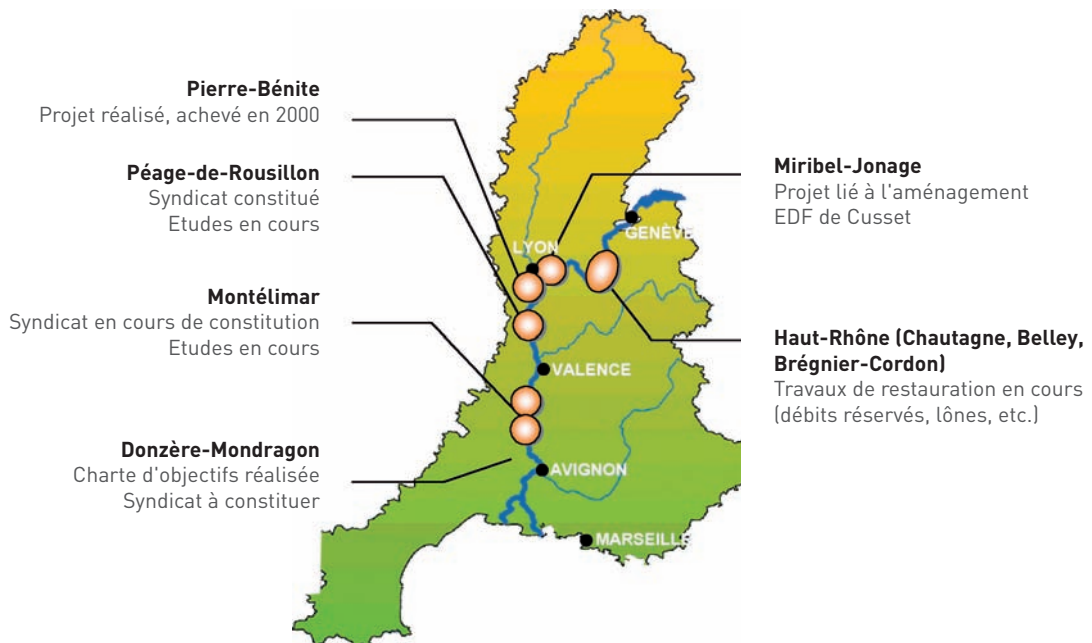 Pierre-Bénite
Projet réalisé, achevé en 2000
Péage-de-Rousillon
Syndicat constitué
Etudes en cours
Montélimar
Syndicat en cours de constitution
Etudes en cours
Donzère-Mondragon
Charte d'objectifs réalisée
Syndicat à constituer
GENÈVE
LYON
VALENCE
AVIGNON
MARSEILLE
Miribel-Jonage
Projet lié à l'aménagement
EDF de Cusset
Haut-Rhône (Chautagne, Belley,
Brégnier-Cordon)
Travaux de restauration en cours
(débits réservés, lônes, etc.)